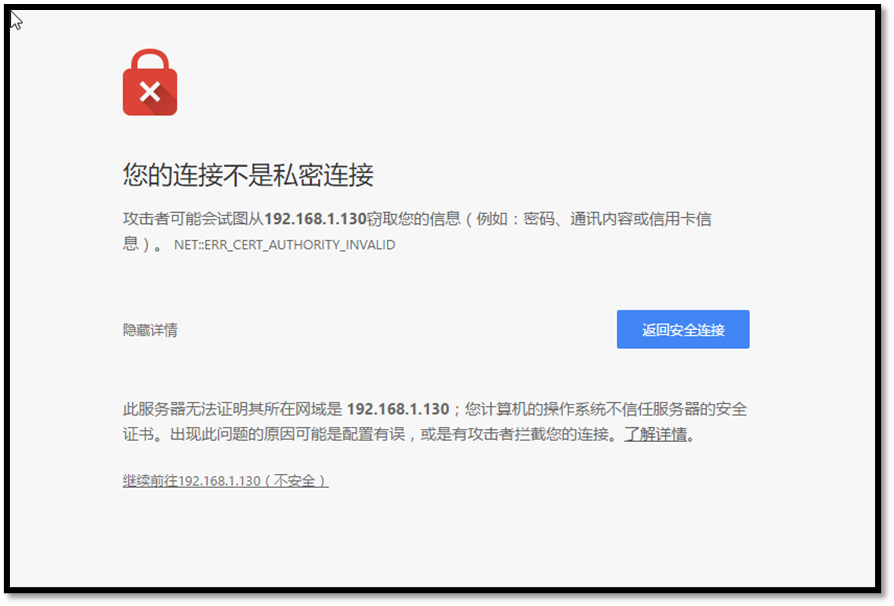 您的连接不是私密连接
攻击者可能会试图从192.168.1.130窃取您的信息（例如：密码、通讯内容或信用卡信
息）。 NET::ERR_CERT_AUTHORITY_INVALID
隐藏详情
返回安全连接
此服务器无法证明其所在网域是 192.168.1.130；您计算机的操作系统不信任服务器的安全
证书。出现此问题的原因可能是配置有误，或是有攻击者拦截您的连接。了解详情。
继续前往192.168.1.130（不安全）